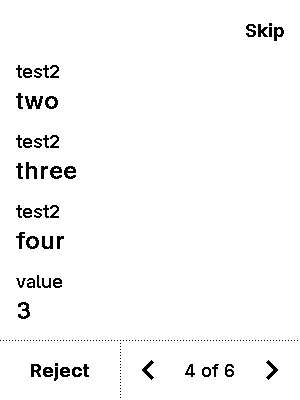 Skip
test2
two
test2
three
test2
four
value
3
Reject 4 of 6